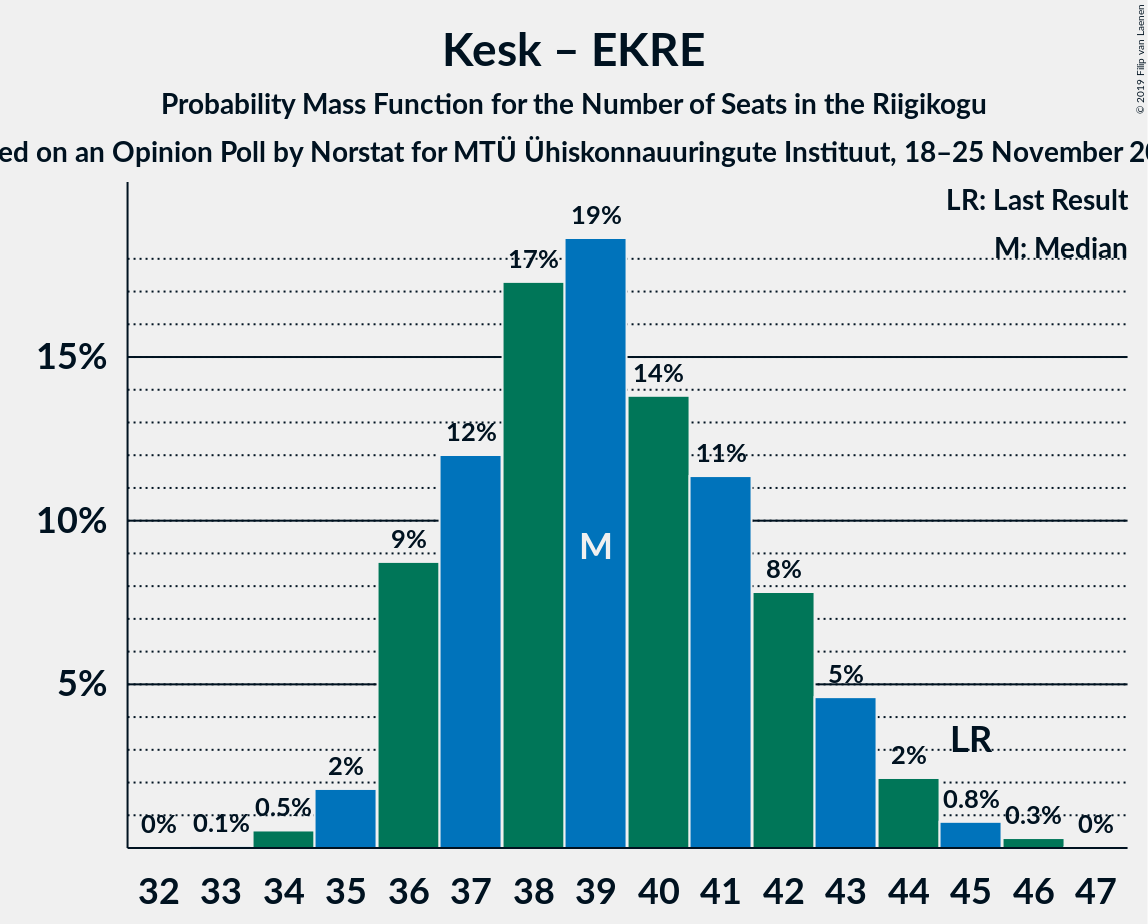 Kesk – EKRE
Probability Mass Function for the Number of Seats in the Riigikogu
on an Opinion Poll by Norstat for MTÜ Ühiskonnauuringute Instituut, 18–25 November
© 2019 Filip van Laenen
LR: Last Result
M: Median
19%
17%
15%
14%
12%
11%
10%
9%
M
8%
5%
5%
LR
2%
2%
0.8%
0.5%
0.3%
0%
0.1%
0%
32 33 34 35 36 37 38 39 40 41 42 43 44 45 46 47